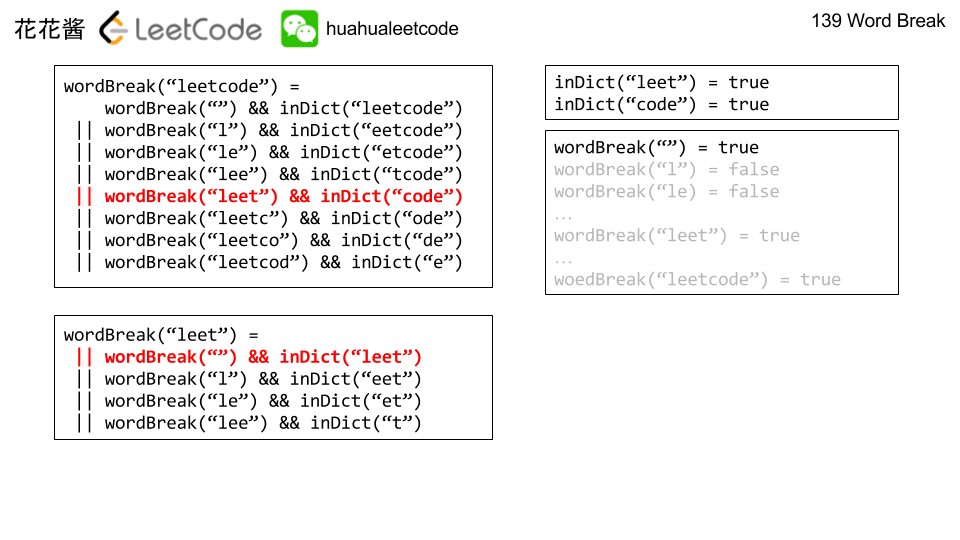 花花酱 LeetCode huahualeetcode
139 Word Break
wordBreak(“leetcode”) =
wordBreak(“”) && inDict(“leetcode”)
|| wordBreak(“l”) && inDict(“eetcode”)
|| wordBreak(“le”) && inDict(“etcode”)
|| wordBreak(“lee”) && inDict(“tcode”)
|| wordBreak(“leet”) && inDict(“code”)
|| wordBreak(“leetc”) && inDict(“ode”)
|| wordBreak(“leetco”) && inDict(“de”)
|| wordBreak(“leetcod”) && inDict(“e”)
inDict(“leet”) = true
inDict(“code”) = true
wordBreak(“”) = true
wordBreak(“l”) = false
wordBreak(“le) = false
…
wordBreak(“leet”) = true
…
woedBreak(“leetcode”) = true
wordBreak(“leet”) =
|| wordBreak(“”) && inDict(“leet”)
|| wordBreak(“l”) && inDict(“eet”)
|| wordBreak(“le”) && inDict(“et”)
|| wordBreak(“lee”) && inDict(“t”)